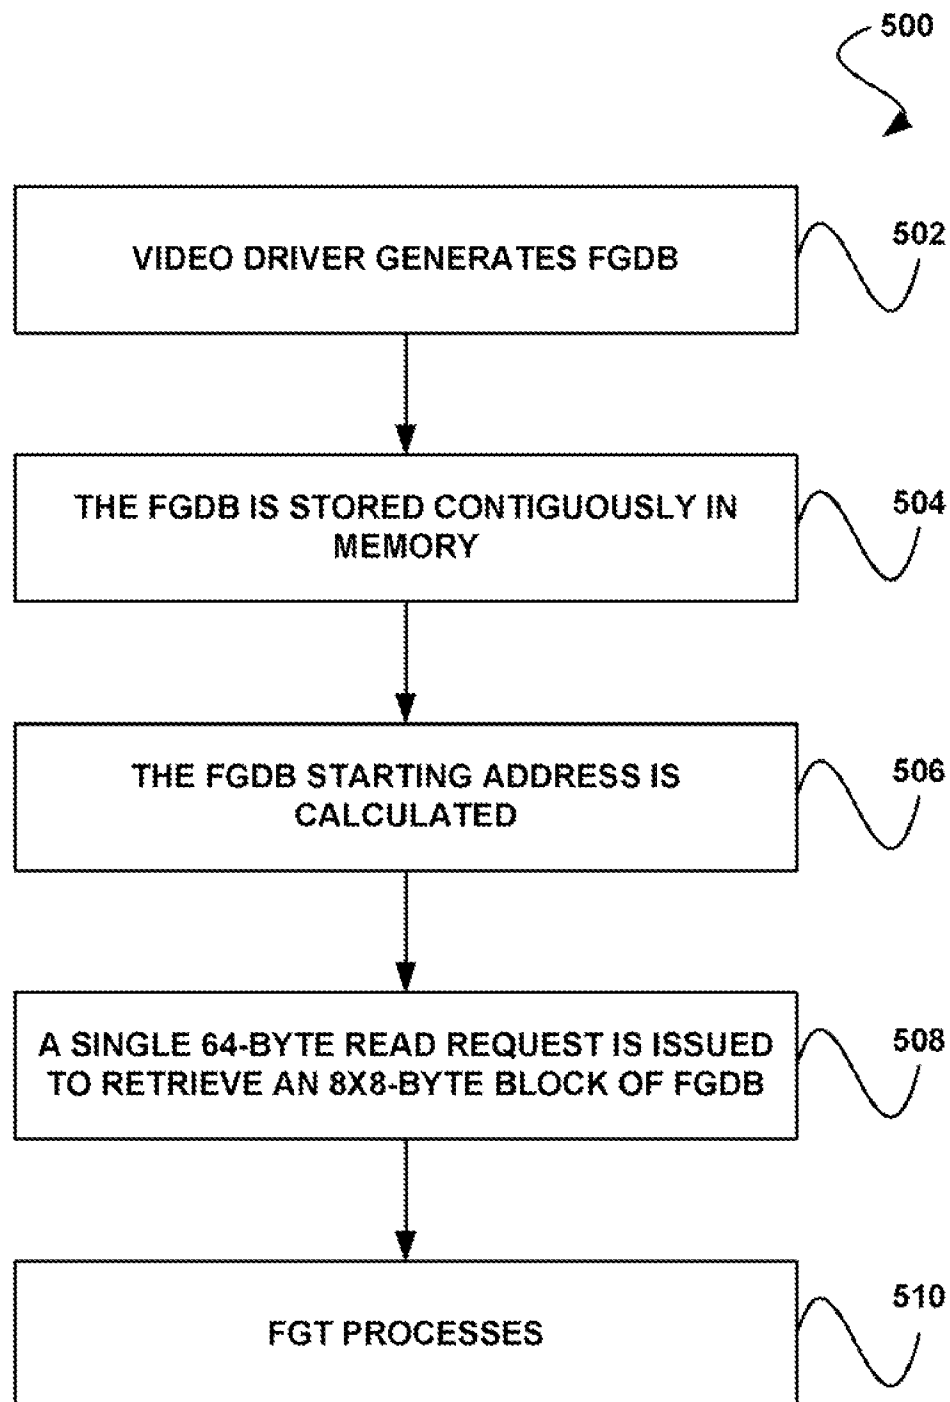 500
VIDEO DRIVER GENERATES FGDB
502
THE FGDB IS STORED CONTIGUOUSLY IN
MEMORY
504
THE FGDB STARTING ADDRESS IS
CALCULATED
506
A SINGLE 64-BYTE READ REQUEST IS ISSUED
TO RETRIEVE AN 8X8-BYTE BLOCK OF FGDB
508
FGT PROCESSES
510